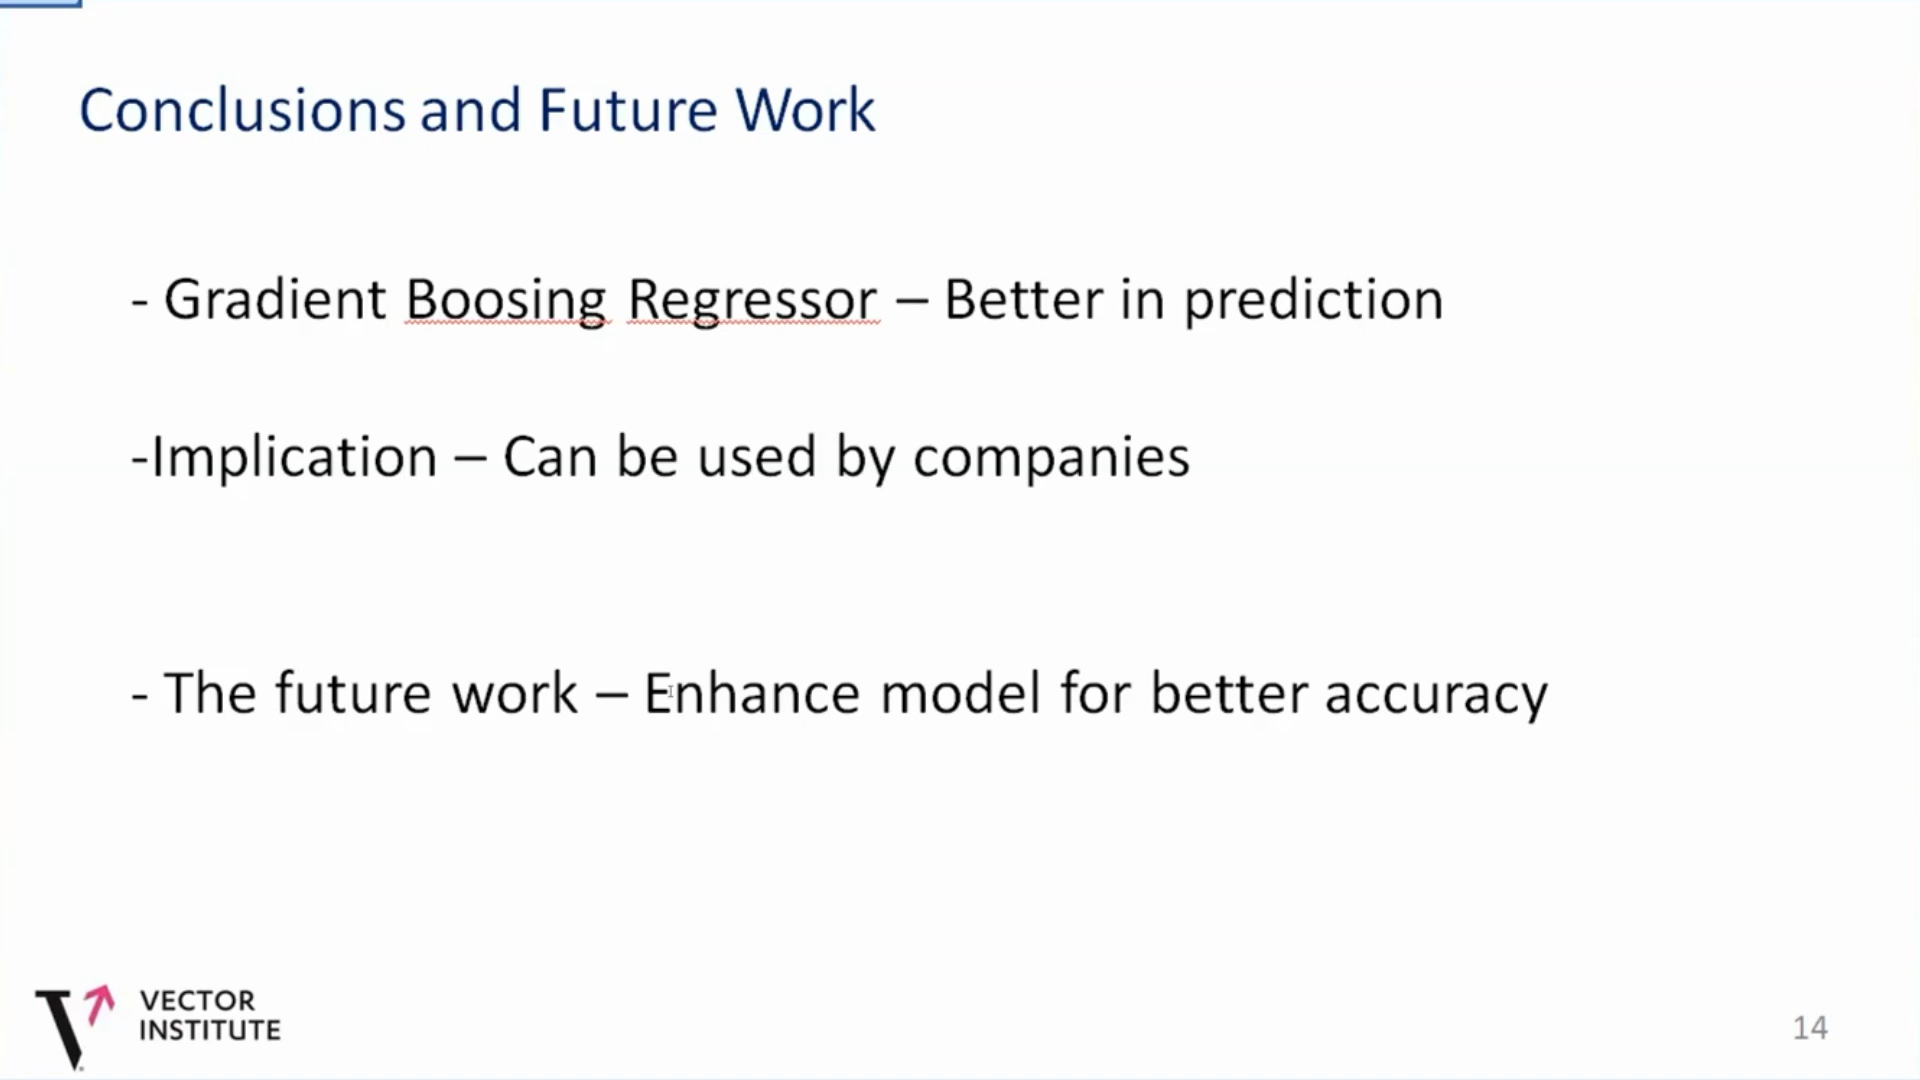 Conclusions and Future Work
- Gradient Boosing Regressor – Better in prediction
-Implication – Can be used by companies
- The future work – Enhance model for better accuracy
VECTOR
INSTITUTE
14